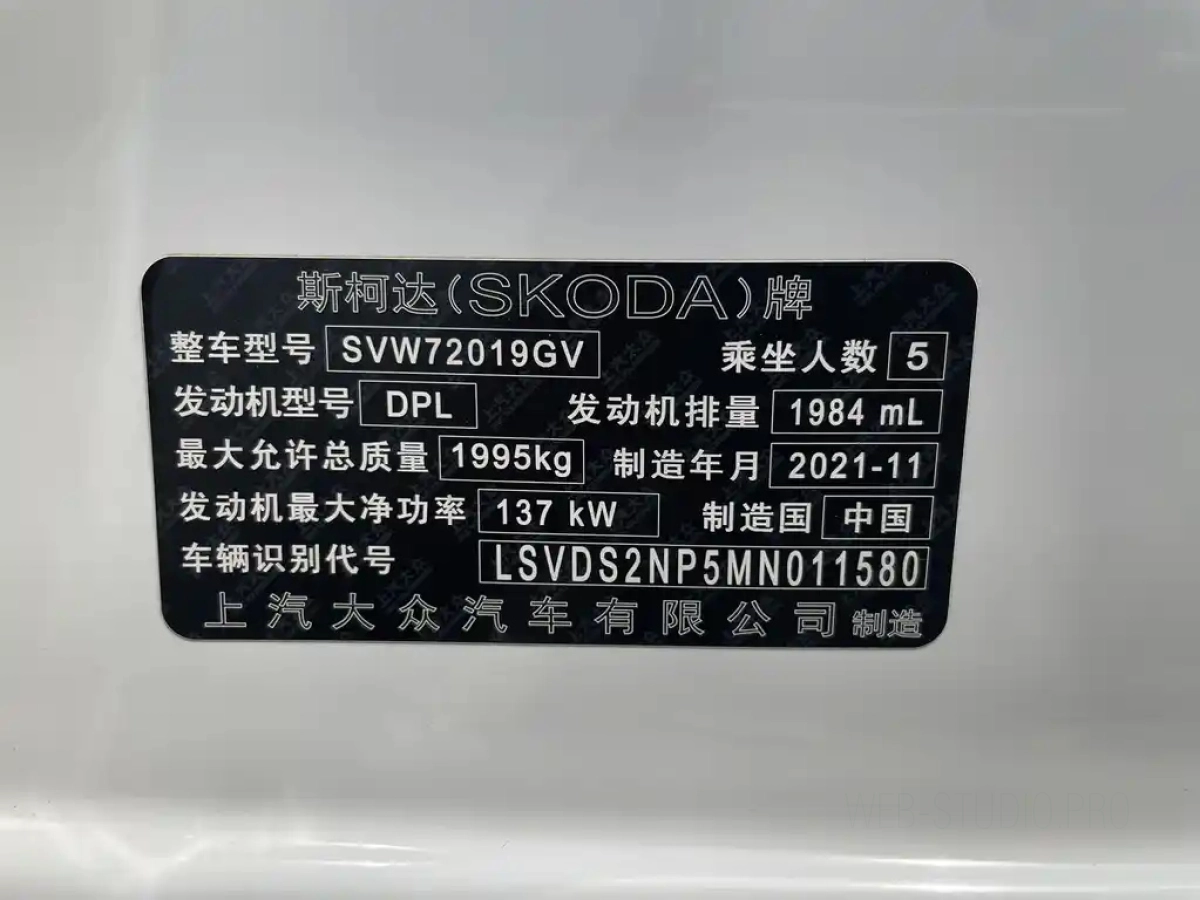 斯柯达(SKODA)牌
整车型号 SVW72019GV 乘坐人数 5
发动机型号 DPL 发动机排量 1984 mL
最大允许总质量 1995kg 制造年月 2021-11
发动机最大净功率 137 kW 制造国 中国
车辆识别代号 LSVDS2NP5MN011580
上汽大众汽车有限公司 制造
WEB-STUDIO.PRO